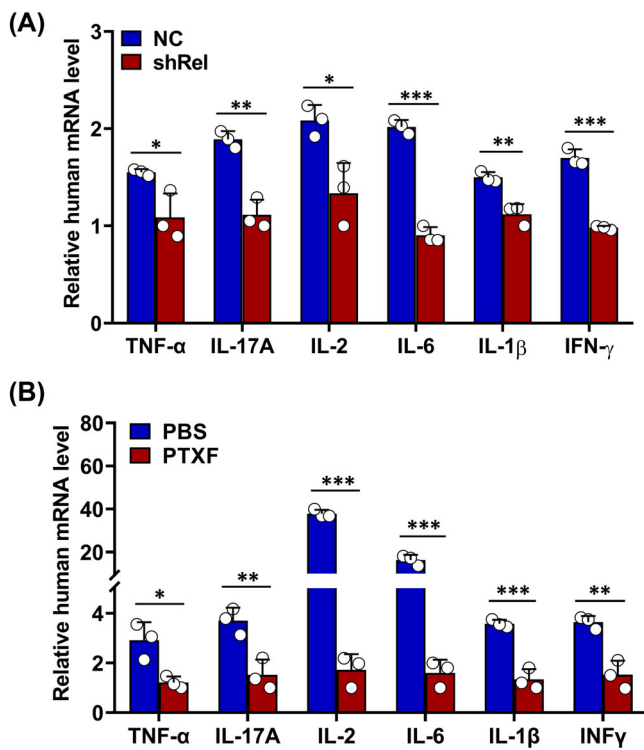 (A)
NC
shRel
Relative human mRNA level
3
2
1
0
* ** * *** ** ***
TNF-α IL-17A IL-2 IL-6 IL-1β IFN-γ
(B)
PBS
PTXF
Relative human mRNA level
80
60
40
20
4
2
0
* ** *** *** *** **
TNF-α IL-17A IL-2 IL-6 IL-1β INFγ